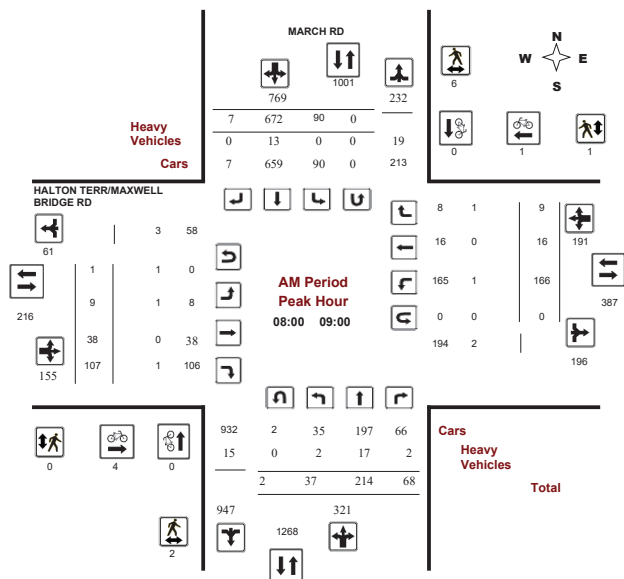 MARCH RD
N
W E
S
1001
6
769 232
7 672 90 0
Heavy
Vehicles 0 13 0 0 19
Cars 7 659 90 0 213
0 1 1
HALTON TERR/MAXWELL
BRIDGE RD
61 3 58
8 1 9
191
16 0 16
1 1 0
216
AM Period
Peak Hour
08:00 09:00
165 1 166
387
9 1 8
0 0 0
38 0 38
194 2
196
155 107 1 106
932 2 35 197 66
Cars
15 0 2 17 2
Heavy
Vehicles
0 4 0
2 37 214 68
Total
947 1268 321
2